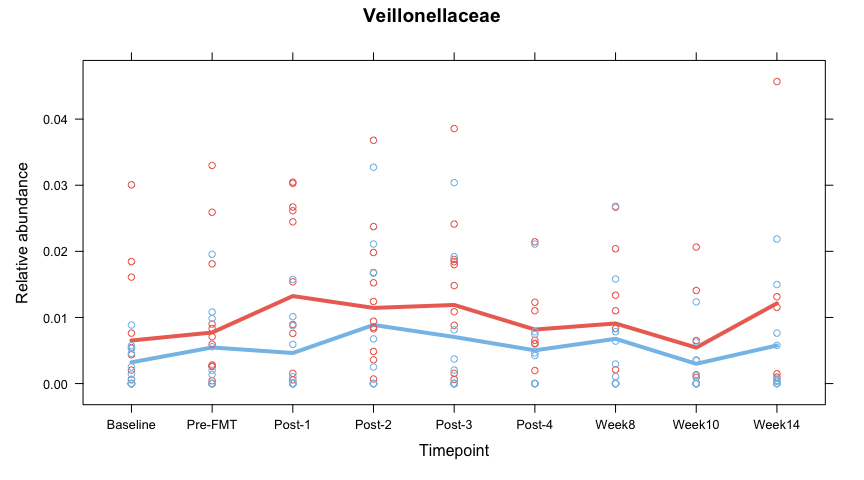 Veillonellaceae
Relative abundance
0.04
0.03
0.02
0.01
0.00
Baseline Pre-FMT Post-1 Post-2 Post-3 Post-4 Week8 Week10 Week14
Timepoint